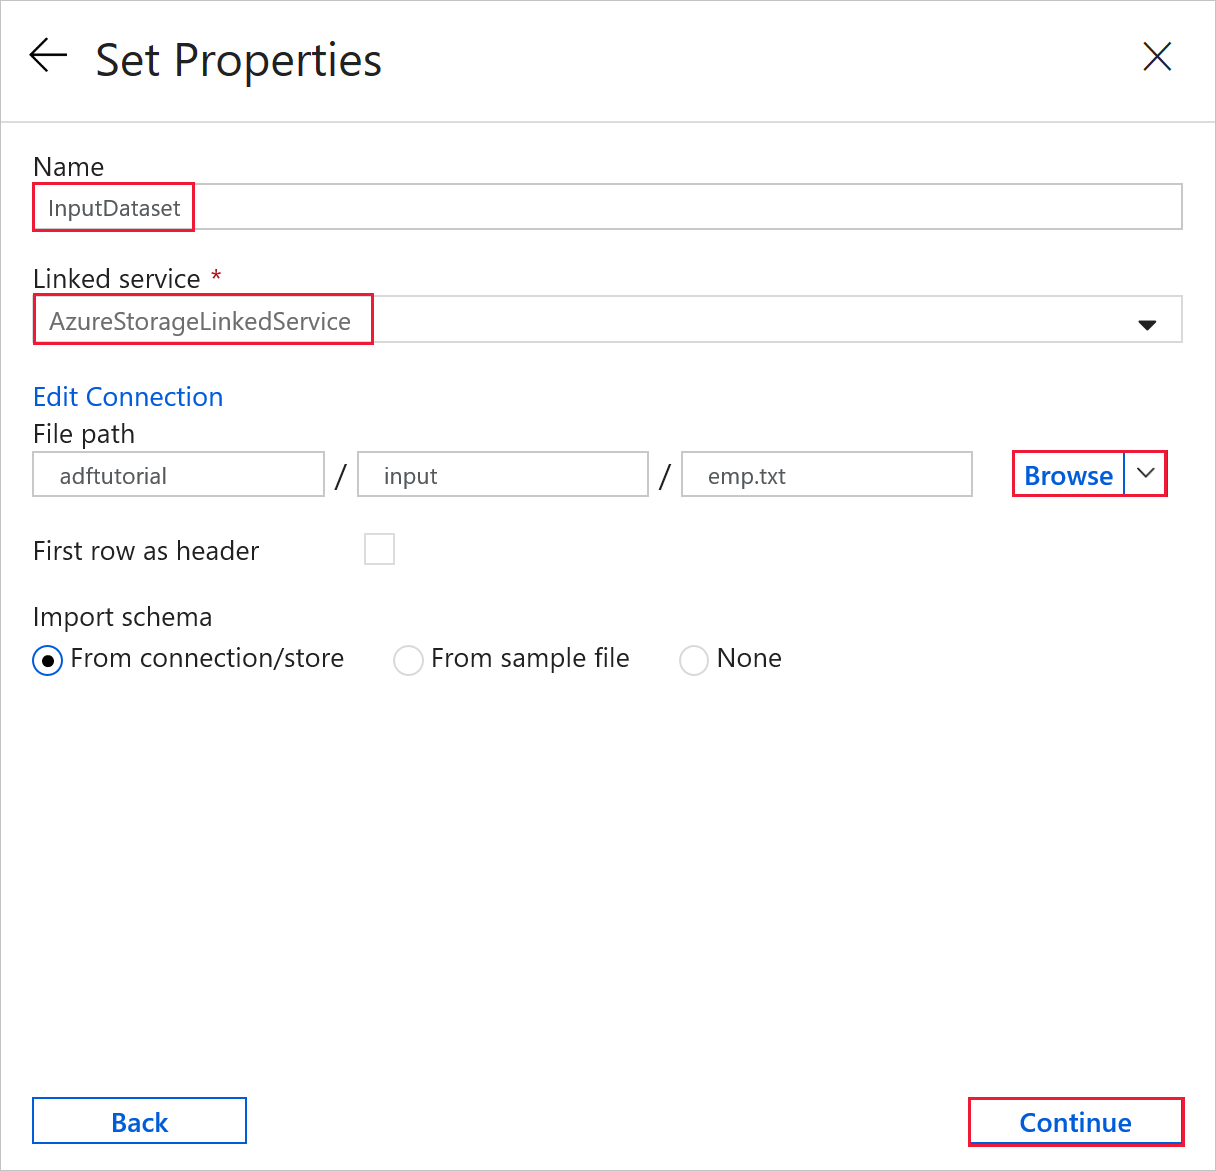 Set Properties
Name
InputDataset
Linked service *
AzureStorageLinkedService
Edit Connection
File path
adftutorial / input / emp.txt Browse
First row as header
Import schema
From connection/store From sample file None
Back Continue